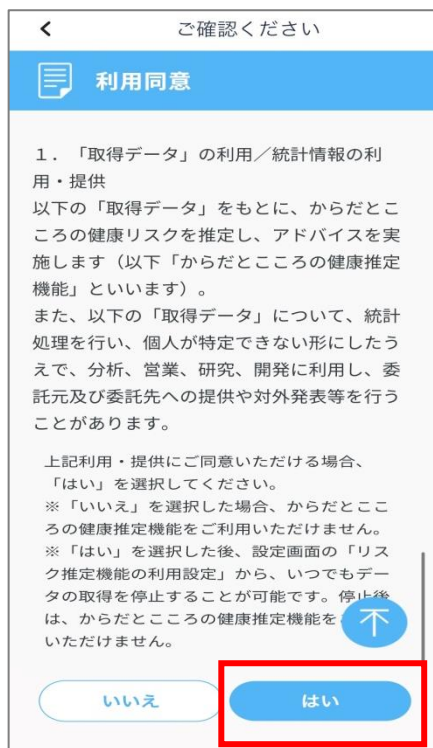 ご確認ください
利用同意
１．「取得データ」の利用／統計情報の利
用・提供
以下の「取得データ」をもとに、からだとこ
ころの健康リスクを推定し、アドバイスを実
施します（以下「からだとこころの健康推定
機能」といいます）。
また、以下の「取得データ」について、統計
処理を行い、個人が特定できない形にしたう
えで、分析、営業、研究、開発に利用し、委
託元及び委託先への提供や対外発表等を行う
ことがあります。
上記利用・提供にご同意いただける場合、
「はい」を選択してください。
※「いいえ」を選択した場合、からだとここ
ろの健康推定機能をご利用いただけません。
※「はい」を選択した後、設定画面の「リス
ク推定機能の利用設定」から、いつでもデー
タの取得を停止することが可能です。停止後
は、からだとこころの健康推定機能を
いただけません。
いいえ
はい